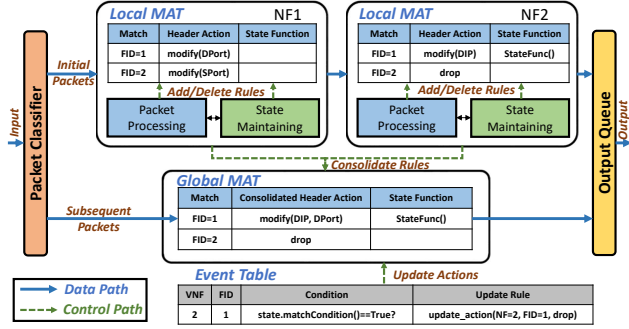 Local MAT NF1
Match Header Action State Function
FID=1 modify(DPort)
FID=2 modify(SPort)
Add/Delete Rules
Packet Processing
State Maintaining
Local MAT NF2
Match Header Action State Function
FID=1 modify(DIP) StateFunc()
FID=2 drop
Add/Delete Rules
Packet Processing
State Maintaining
Input
Packet Classifier
Initial Packets
Subsequent Packets
Consolidate Rules
Global MAT
Match Consolidated Header Action State Function
FID=1 modify(DIP, DPort) StateFunc()
FID=2 drop
Output Queue
Output
Update Actions
Data Path
Control Path
Event Table
VNF FID Condition Update Rule
2 1 state.matchCondition()==True? update_action(NF=2, FID=1, drop)